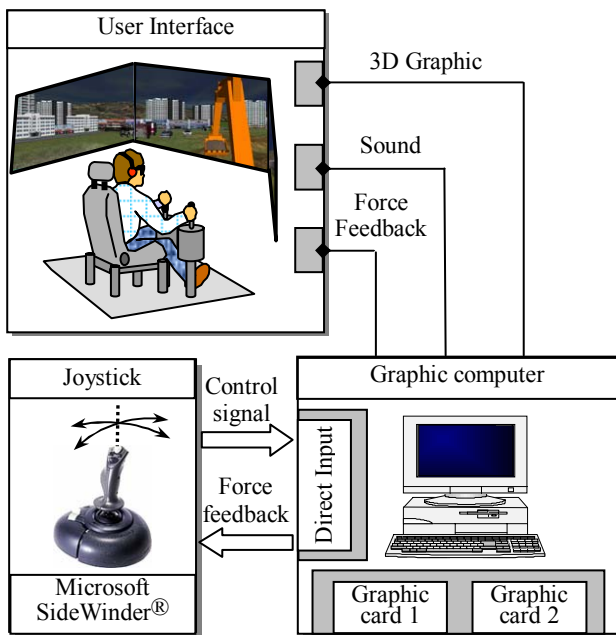 User Interface
3D Graphic
Sound
Force
Feedback
Joystick
Control
signal
Force
feedback
Microsoft
SideWinder®
Graphic computer
Direct Input
Graphic
card 1
Graphic
card 2